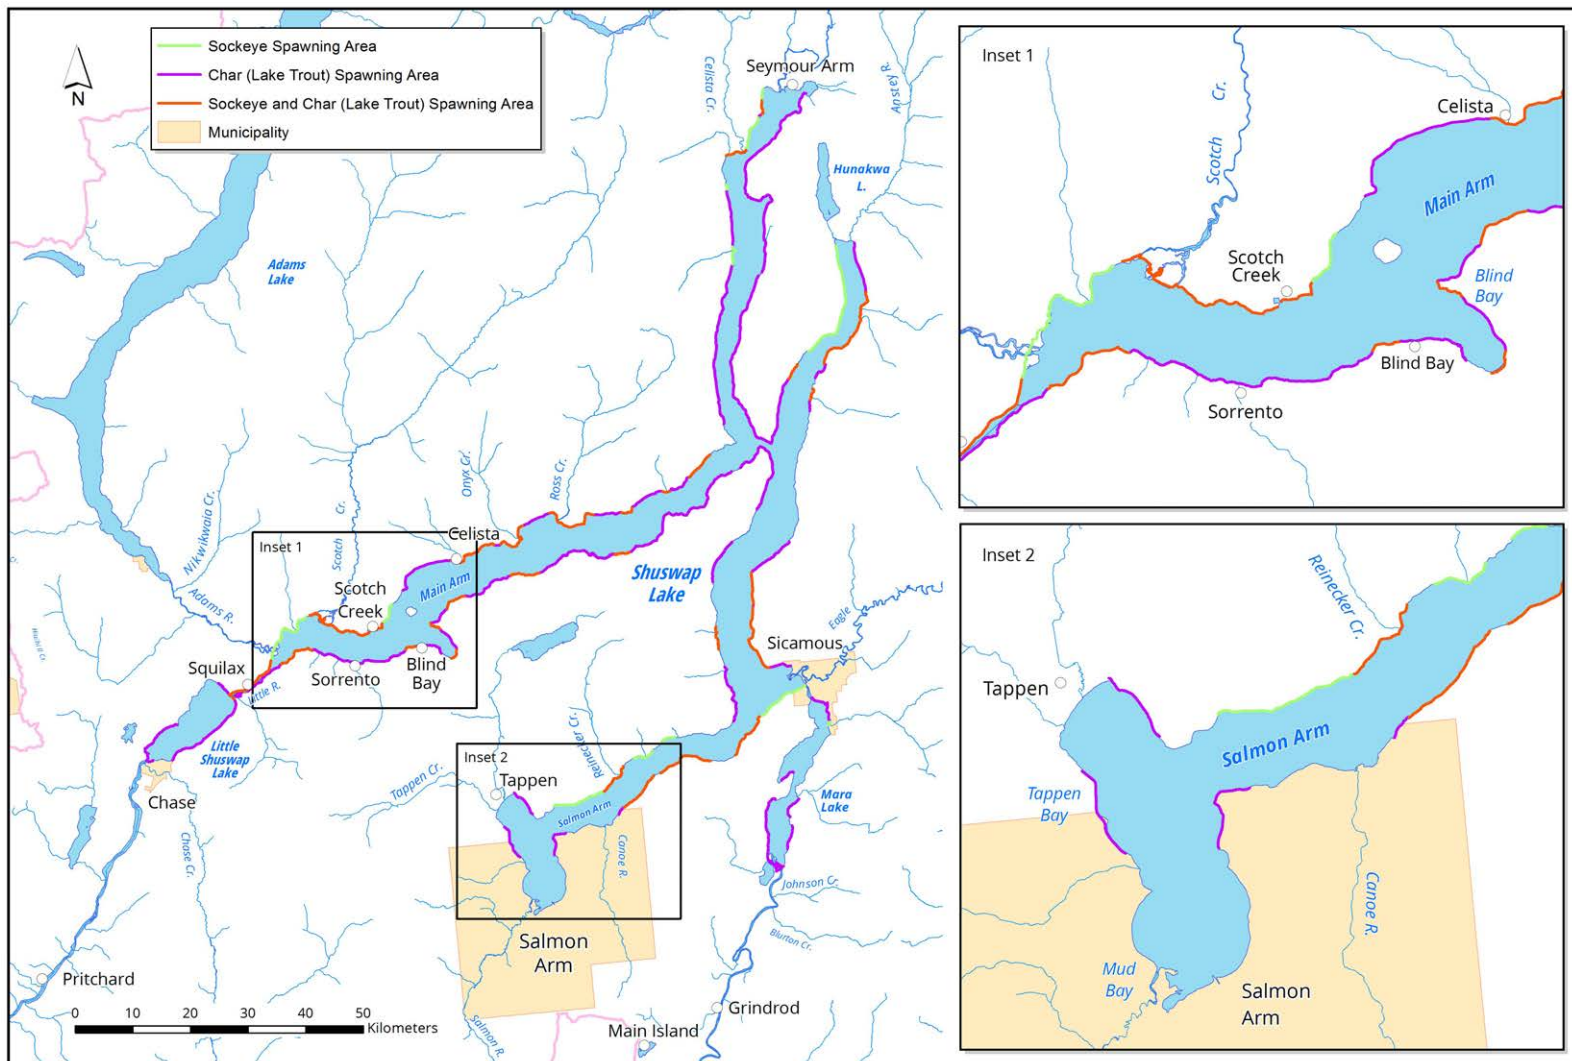 Sockeye Spawning Area
Char (Lake Trout) Spawning Area
Sockeye and Char (Lake Trout) Spawning Area
Municipality
N
Celista Cr.
Seymour Arm
Anstey R.
Hunakwa
L.
Adams
Lake
Onyx Cr.
Ross Cr.
Nikwikwaia Cr.
Scotch
Cr.
Celista
Inset 1
Adams R.
Scotch
Creek
Main Arm
Shuswap
Lake
Eagle
Sicamous
Squilax
Little R.
Sorrento
Blind
Bay
Little
Shuswap
Lake
Chase
Chase Cr.
Inset 2
Reinecker Cr.
Tappen
Tappen Cr.
Salmon Arm
Canoe R.
Mara
Lake
Johnson Cr.
Blurton Cr.
Salmon
Arm
Salmon R.
Pritchard
Grindrod
Main Island
0 10 20 30 40 50
Kilometers
Inset 1
Scotch
Cr.
Celista
Main Arm
Scotch
Creek
Blind
Bay
Blind Bay
Sorrento
Inset 2
Reinecker Cr.
Tappen
Salmon Arm
Tappen
Bay
Canoe R.
Mud
Bay
Salmon
Arm